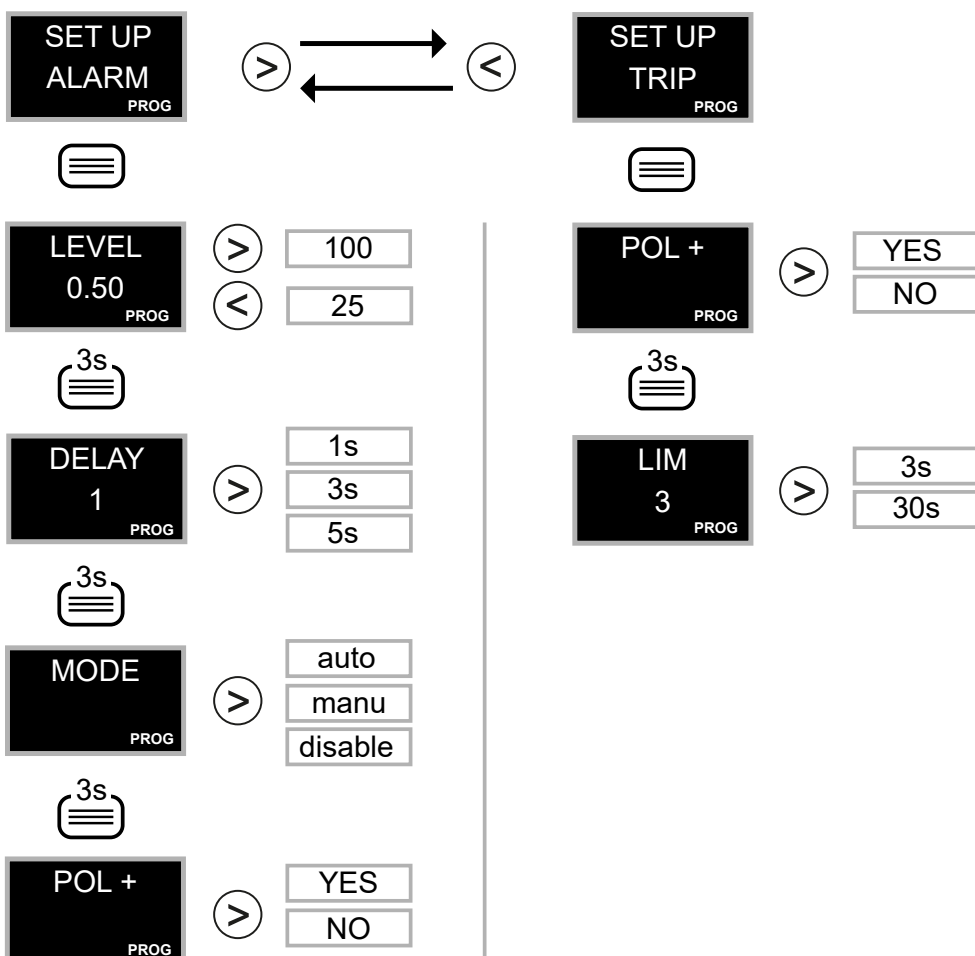 SET UP
ALARM
PROG
>
<
SET UP
TRIP
PROG
LEVEL
0.50
PROG
>
100
<
25
3s
DELAY
1
PROG
>
1s
3s
5s
3s
MODE
PROG
>
auto
manu
disable
3s
POL +
PROG
>
YES
NO
POL +
PROG
>
YES
NO
3s
LIM
3
PROG
>
3s
30s